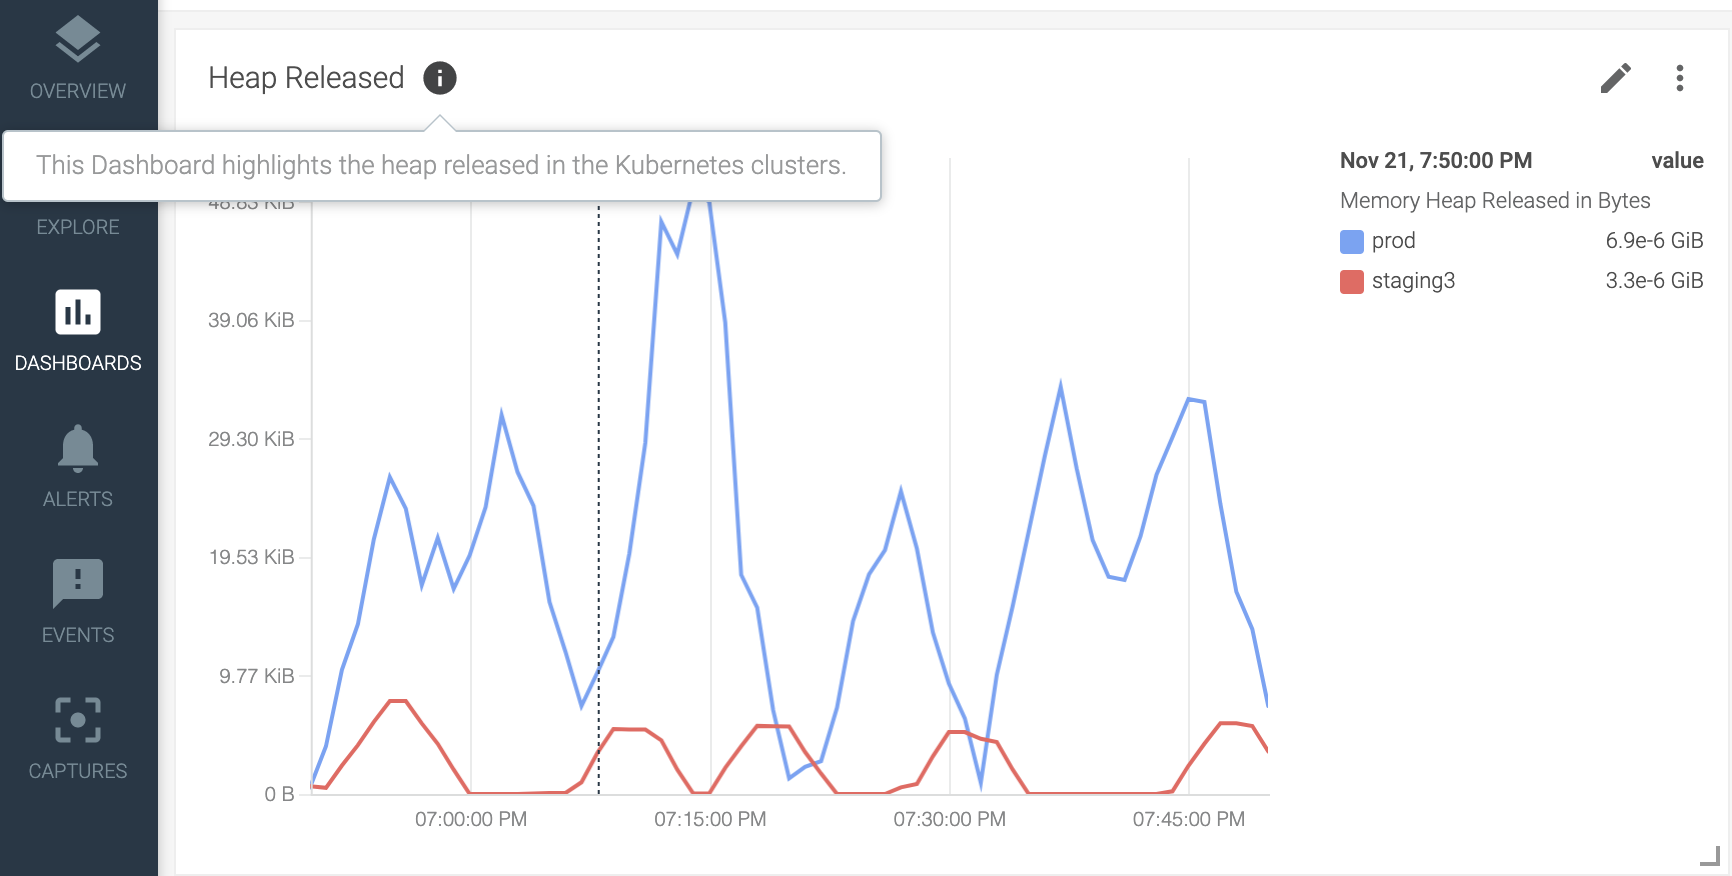 OVERVIEW
EXPLORE
DASHBOARDS
ALERTS
EVENTS
CAPTURES
Heap Released
This Dashboard highlights the heap released in the Kubernetes clusters.
48.83 KiB
39.06 KiB
29.30 KiB
19.53 KiB
9.77 KiB
0 B
07:00:00 PM
07:15:00 PM
07:30:00 PM
07:45:00 PM
Nov 21, 7:50:00 PM value
Memory Heap Released in Bytes
prod 6.9e-6 GiB
staging3 3.3e-6 GiB